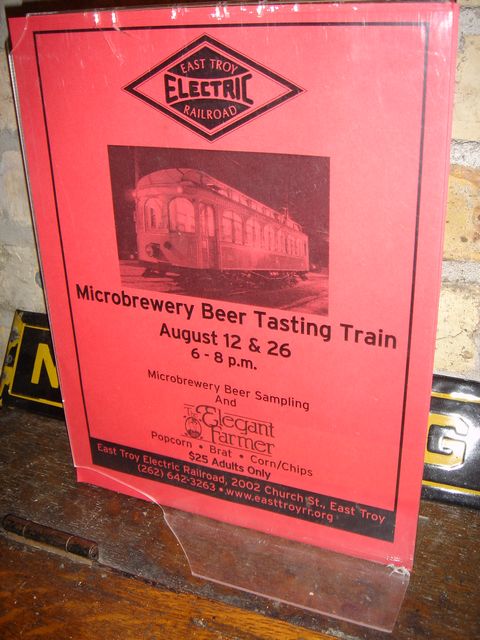 EAST TROY
ELECTRIC
RAILROAD
Microbrewery Beer Tasting Train
August 12 & 26
6 - 8 p.m.
Microbrewery Beer Sampling
And
The Elegant
Farmer
Popcorn • Brat • Corn/Chips
$25 Adults Only
East Troy Electric Railroad, 2002 Church St., East Troy
(262) 642-3263 • www.easttroyrr.org
N
G